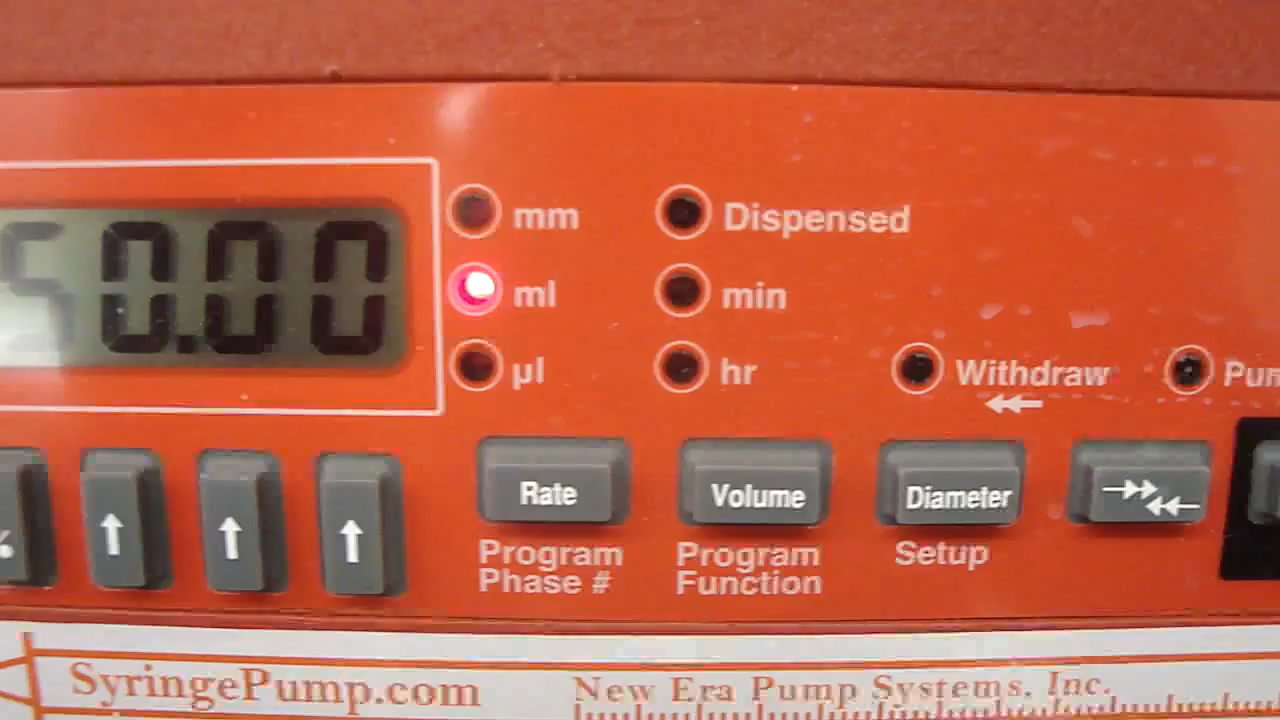 50.00
mm
Dispensed
ml
min
µl
hr
Withdraw
%
Rate
Volume
Diameter
Program
Phase #
Program
Function
Setup
SyringePump.com
New Era Pump Systems, Inc.